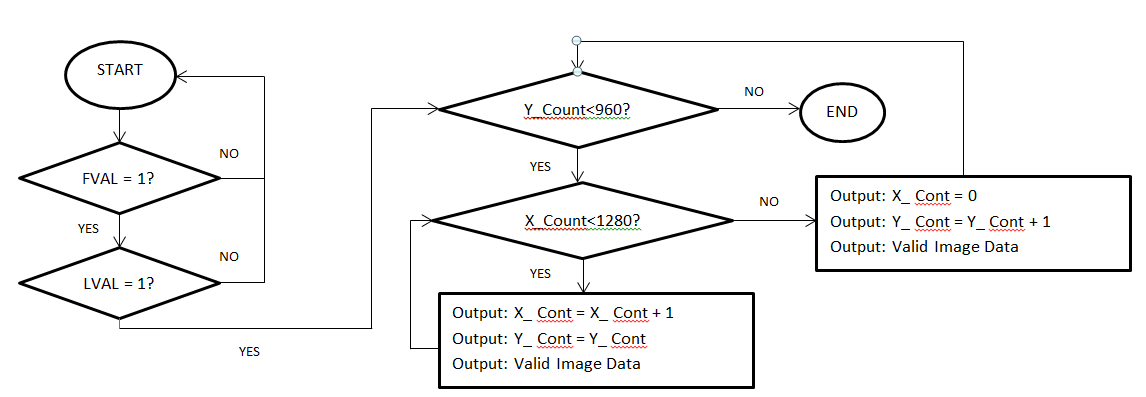 START
FVAL = 1?
NO
YES
LVAL = 1?
NO
YES
Y_Count<960?
NO
END
YES
X_Count<1280?
NO
YES
Output: X_ Cont = X_ Cont + 1
Output: Y_ Cont = Y_ Cont
Output: Valid Image Data
Output: X_ Cont = 0
Output: Y_ Cont = Y_ Cont + 1
Output: Valid Image Data